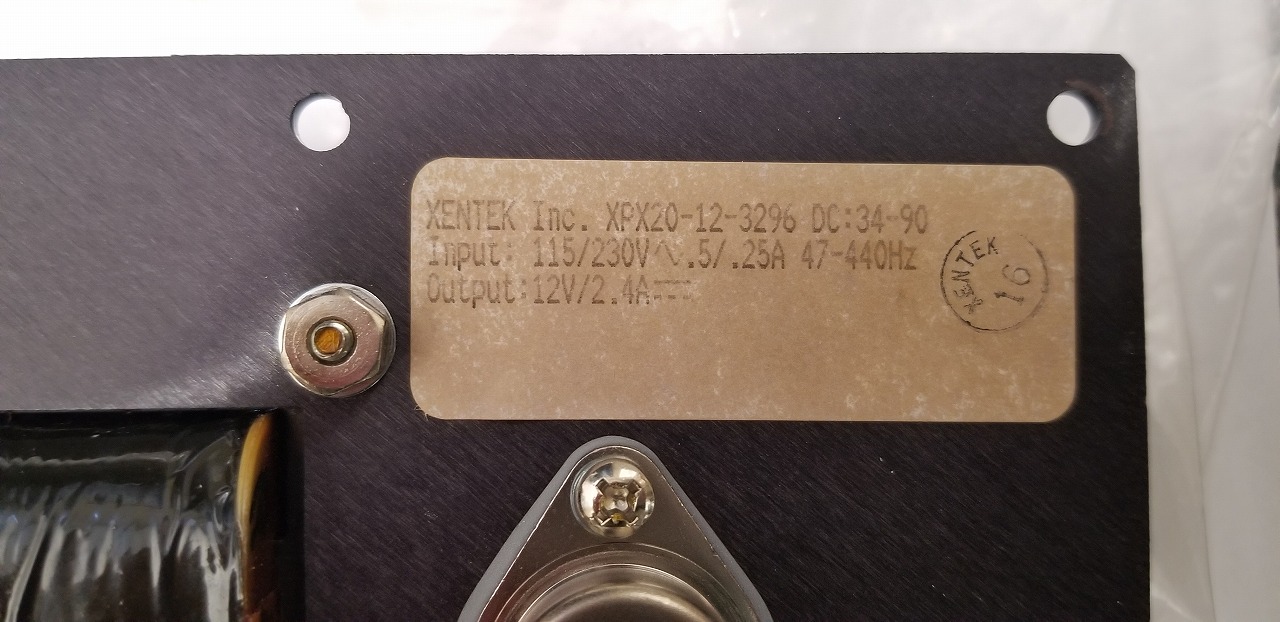 XENTEK Inc. XPX20-12-3296 DC:34-90
Input: 115/230V∿.5/.25A 47-440Hz
Output:12V/2.4A⎓
XENTEK
16